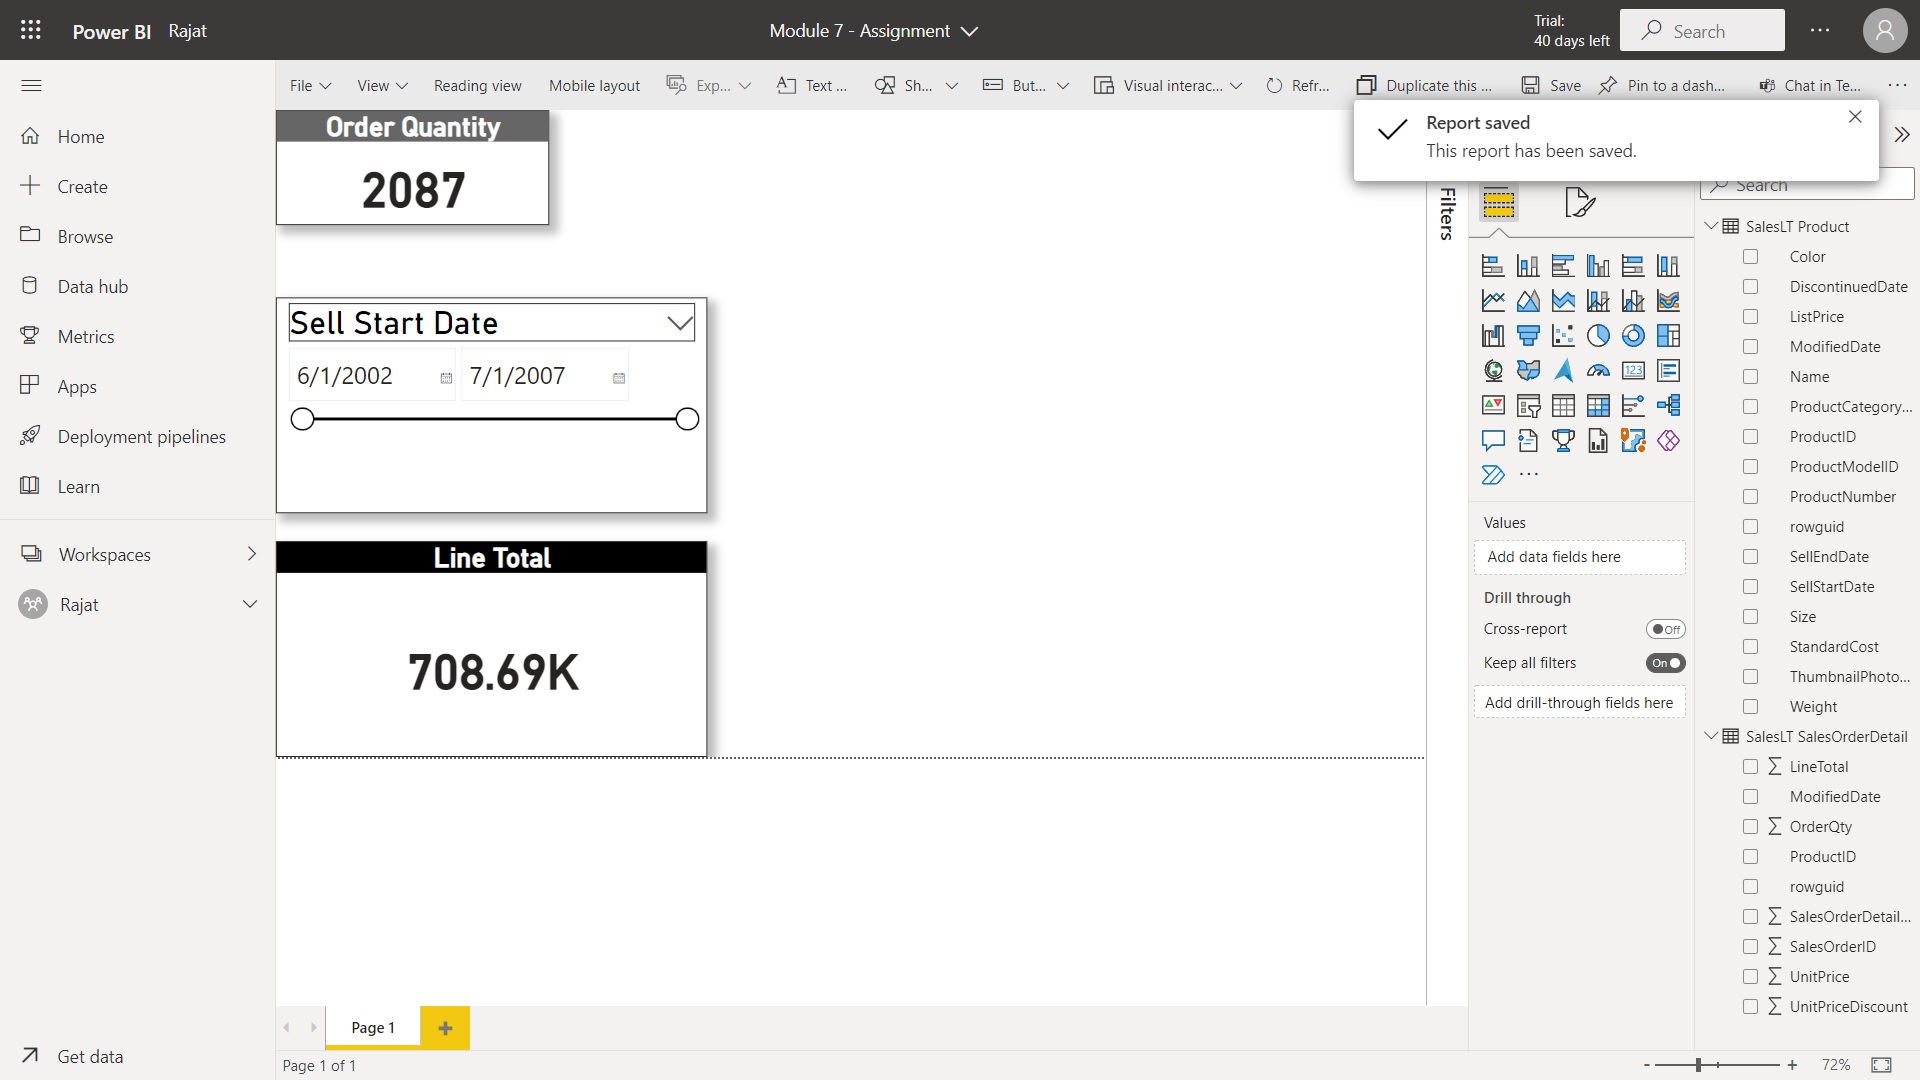 Power BI Rajat
Module 7 - Assignment
Trial:
40 days left
Search
File View Reading view Mobile layout Exp... Text ... Sh... But... Visual interac... Refr... Duplicate this ... Save Pin to a dash... Chat in Te...
Report saved
This report has been saved.
Home
Create
Browse
Data hub
Metrics
Apps
Deployment pipelines
Learn
Workspaces
Rajat
Get data
Order Quantity
2087
Sell Start Date
6/1/2002 7/1/2007
Line Total
708.69K
Page 1
Page 1 of 1
Filters
123
Values
Add data fields here
Drill through
Cross-report Off
Keep all filters On
Add drill-through fields here
Search
SalesLT Product
Color
DiscontinuedDate
ListPrice
ModifiedDate
Name
ProductCategory...
ProductID
ProductModelID
ProductNumber
rowguid
SellEndDate
SellStartDate
Size
StandardCost
ThumbnailPhoto...
Weight
SalesLT SalesOrderDetail
LineTotal
ModifiedDate
OrderQty
ProductID
rowguid
SalesOrderDetail...
SalesOrderID
UnitPrice
UnitPriceDiscount
- + 72%